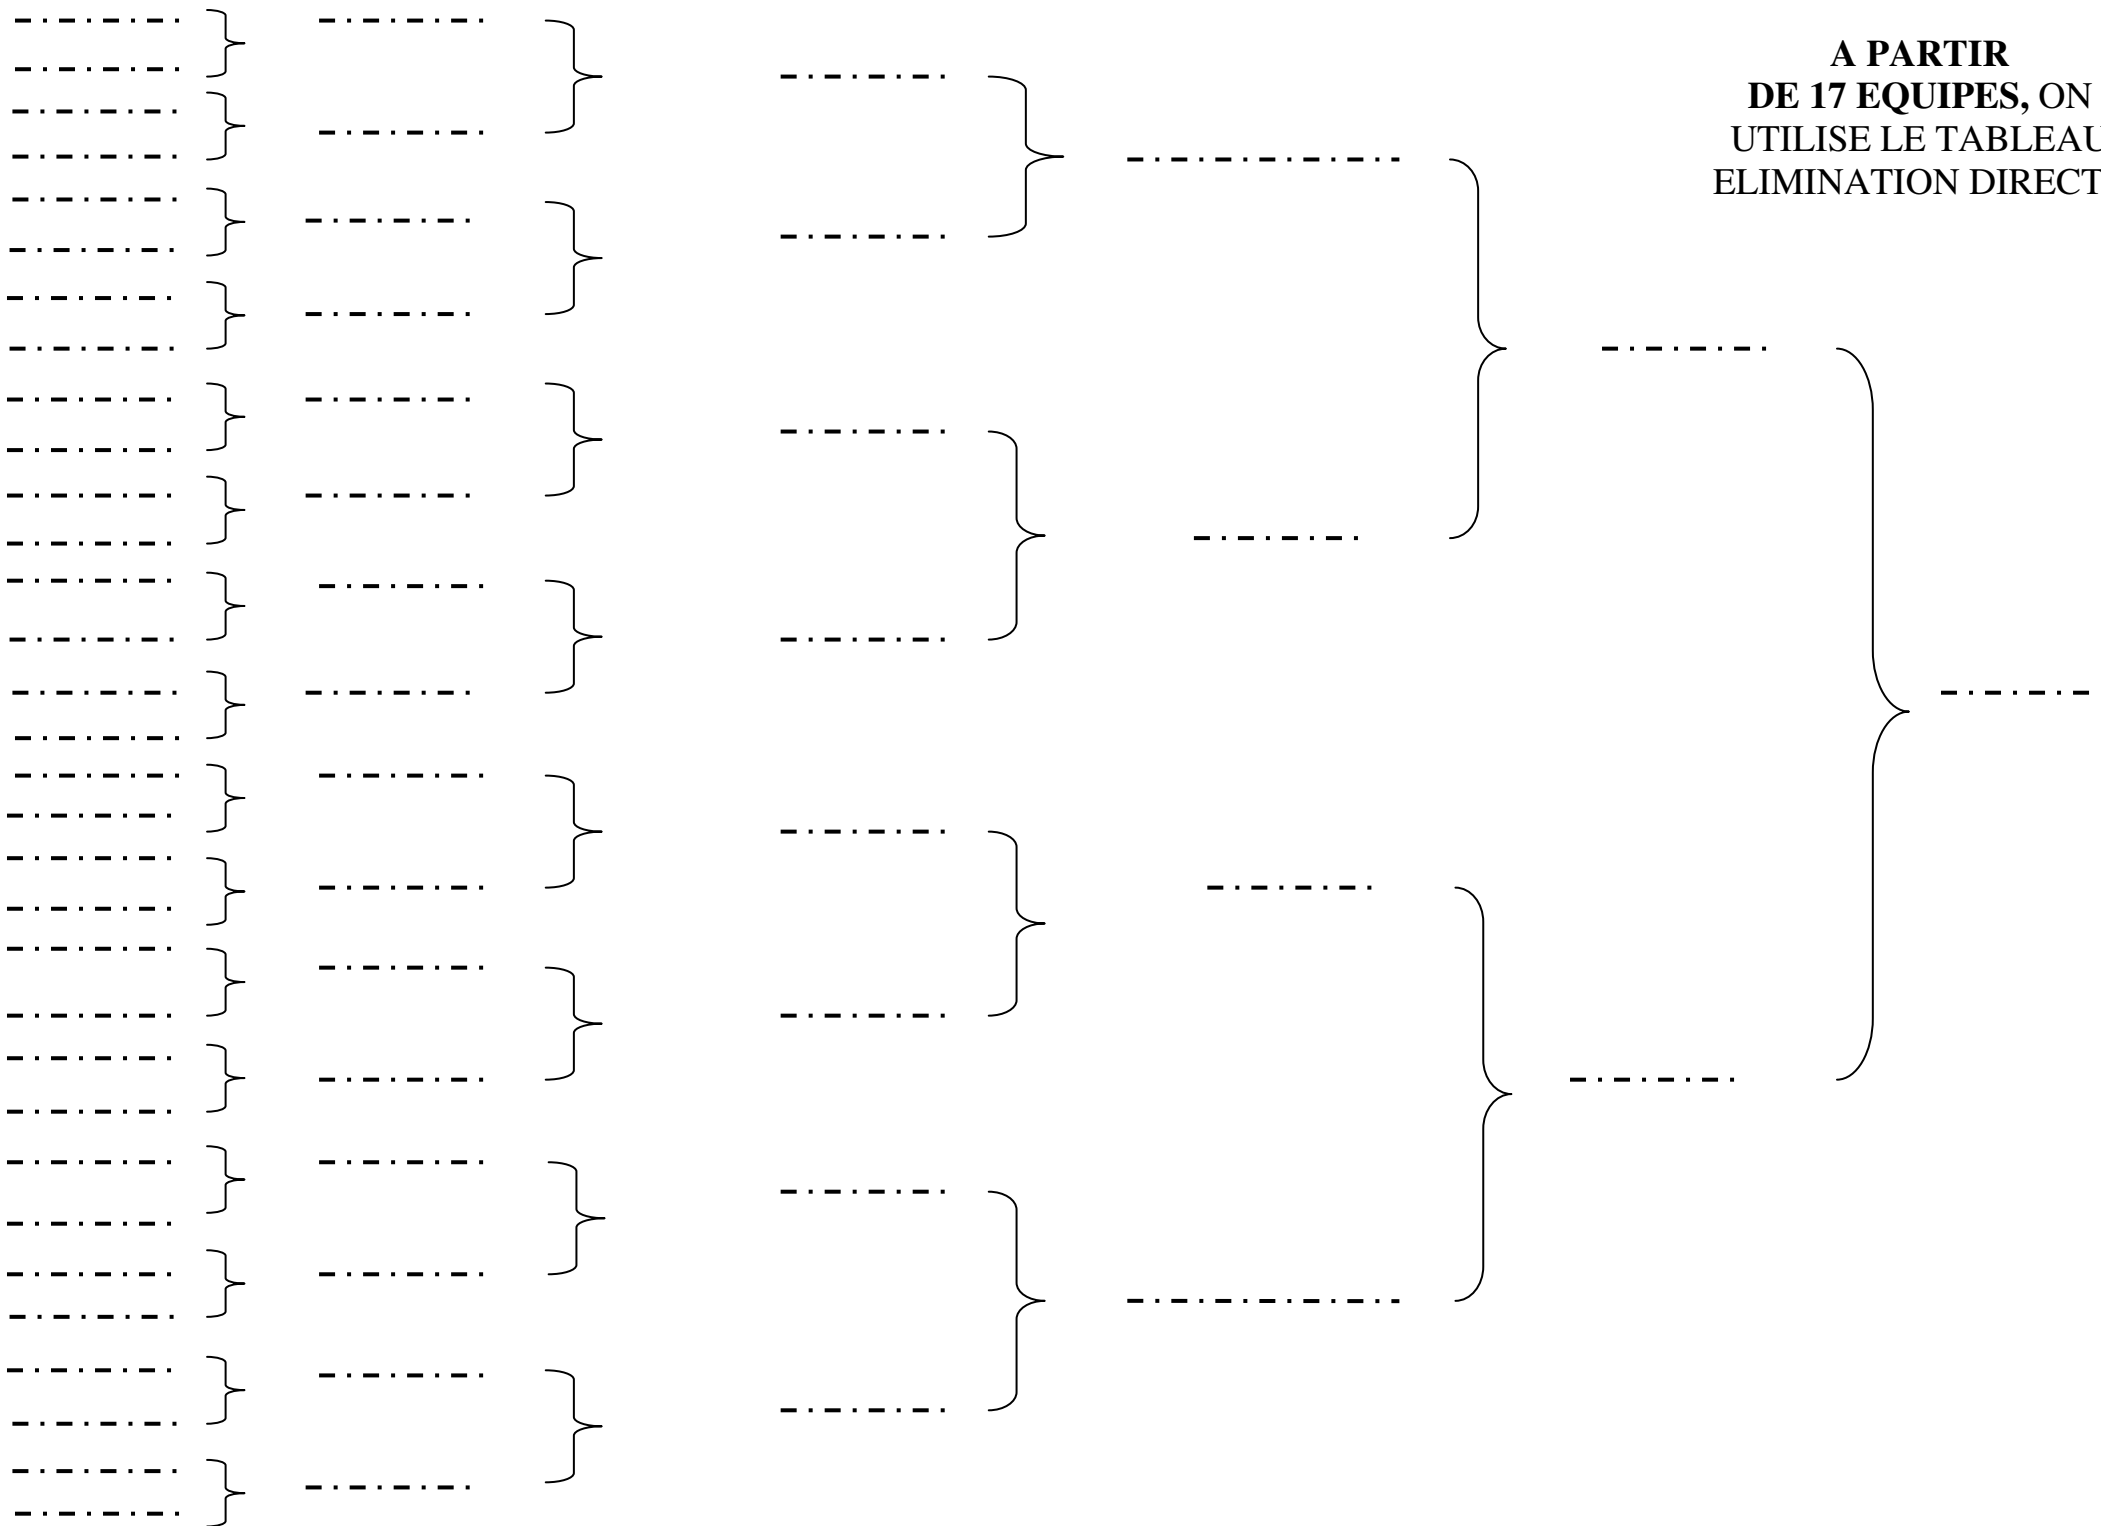 A PARTIR
DE 17 EQUIPES, ON
UTILISE LE TABLEAU
ELIMINATION DIRECT